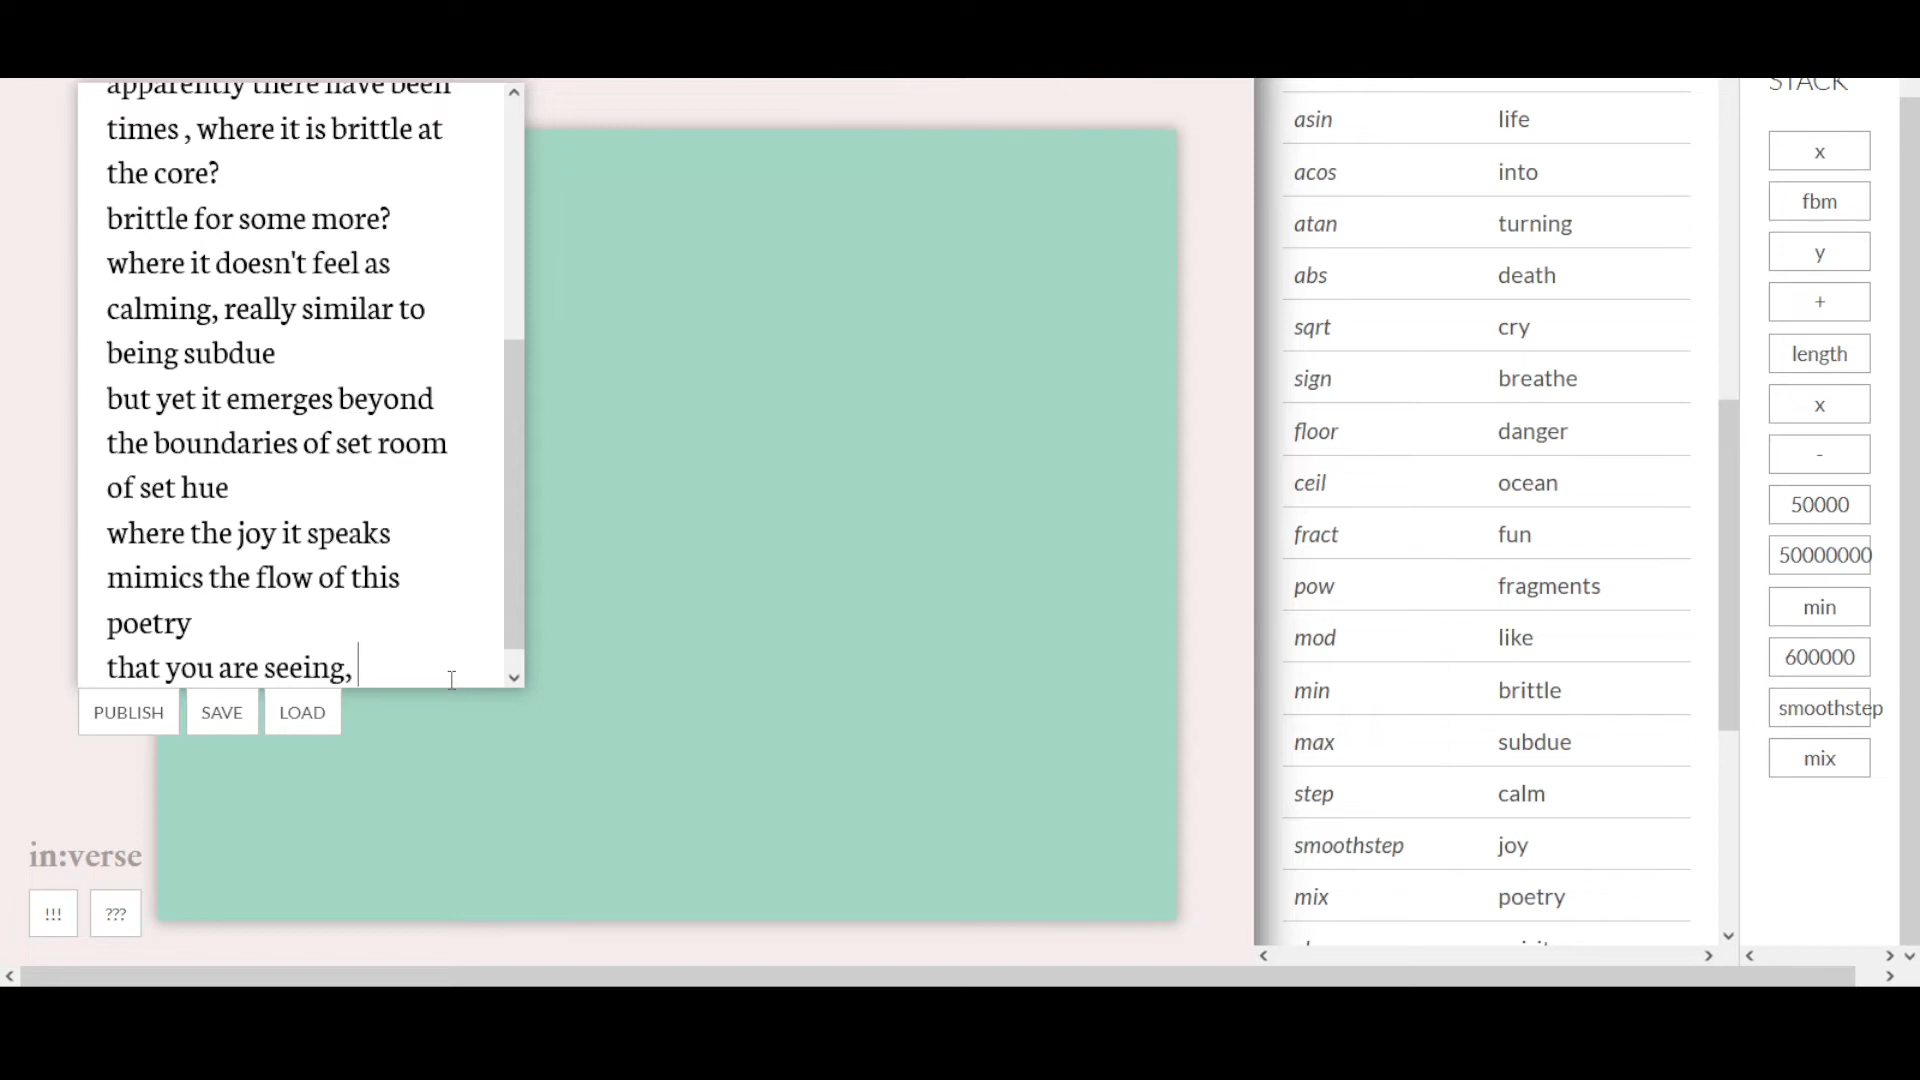 apparently there have been
times , where it is brittle at
the core?
brittle for some more?
where it doesn't feel as
calming, really similar to
being subdue
but yet it emerges beyond
the boundaries of set room
of set hue
where the joy it speaks
mimics the flow of this
poetry
that you are seeing,
PUBLISH SAVE LOAD
in:verse
!!! ???
asin life
acos into
atan turning
abs death
sqrt cry
sign breathe
floor danger
ceil ocean
fract fun
pow fragments
mod like
min brittle
max subdue
step calm
smoothstep joy
mix poetry
STACK
x
fbm
y
+
length
x
-
50000
50000000
min
600000
smoothstep
mix